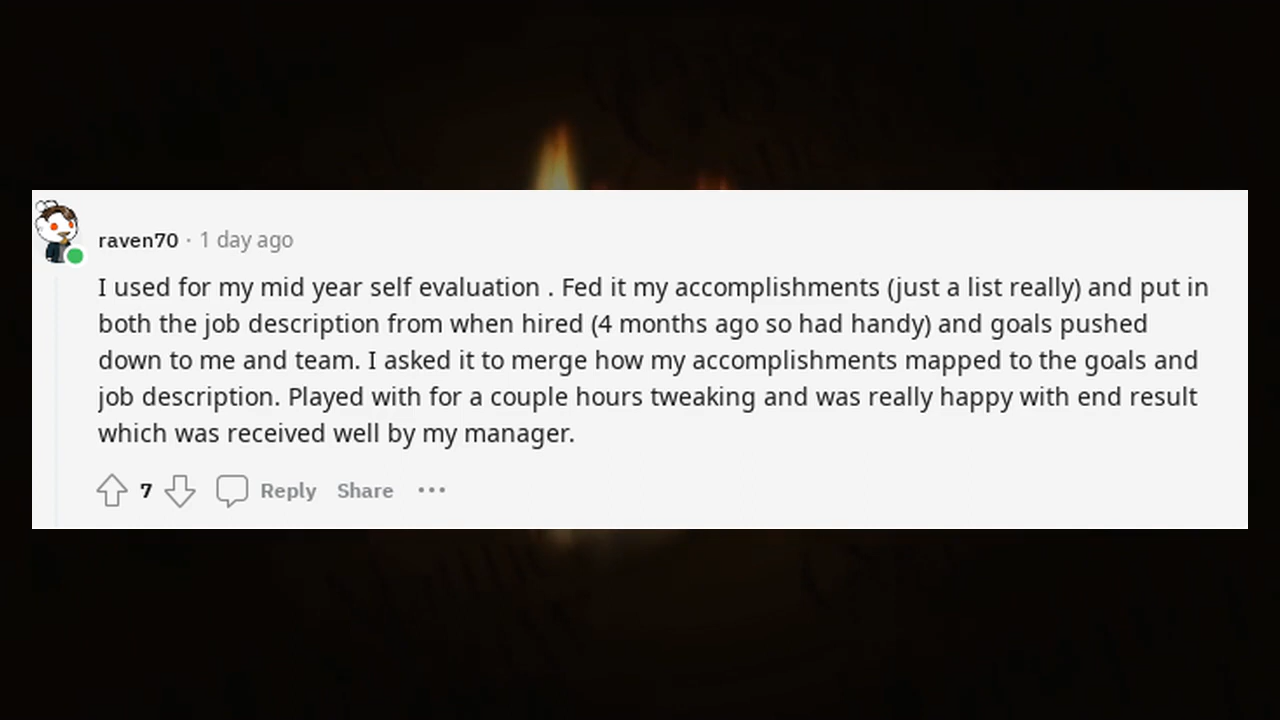 raven70 · 1 day ago
I used for my mid year self evaluation . Fed it my accomplishments (just a list really) and put in
both the job description from when hired (4 months ago so had handy) and goals pushed
down to me and team. I asked it to merge how my accomplishments mapped to the goals and
job description. Played with for a couple hours tweaking and was really happy with end result
which was received well by my manager.
7 Reply Share